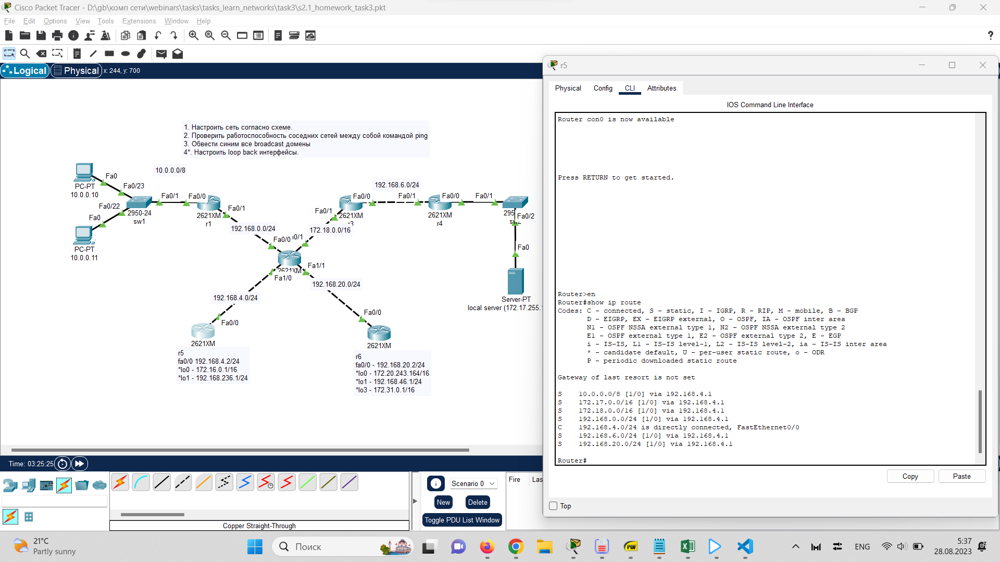 Cisco Packet Tracer - D:\gb\комп сети\webinars\tasks\tasks_learn_networks\task3\s2.1_homework_task3.pkt
File Edit Options View Tools Extensions Window Help
?
Logical Physical x: 244, y: 700
1. Настроить сеть согласно схеме.
2. Проверить работоспособность соседних сетей между собой командой ping
3. Обвести синим все broadcast домены
4*. Настроить loop back интерфейсы.
10.0.0.0/8
Fa0
PC-PT
10.0.0.10
Fa0/23
Fa0/22
Fa0
2950-24
sw1
PC-PT
10.0.0.11
Fa0/1
Fa0/0
2621XM
r1
Fa0/1
192.168.0.0/24
Fa0/0
0/1
2621XM
Fa1/0
Fa1/1
172.18.0.0/16
Fa0/1
2621XM
r3
Fa0/0
192.168.6.0/24
Fa0/1
Fa0/0
2621XM
r4
Fa0/1
295
Fa0/2
Fa0
Server-PT
local server (172.17.255.
192.168.4.0/24
192.168.20.0/24
Fa0/0
2621XM
r5
fa0/0 192.168.4.2/24
*lo0 - 172.16.0.1/16
*lo1 - 192.168.236.1/24
Fa0/0
2621XM
r6
fa0/0 - 192.168.20.2/24
*lo0 - 172.20.243.164/16
*lo1 - 192.168.46.1/24
*lo3 - 172.31.0.1/16
r5
Physical Config CLI Attributes
IOS Command Line Interface
Router con0 is now available
Press RETURN to get started.
Router>en
Router#show ip route
Codes: C - connected, S - static, I - IGRP, R - RIP, M - mobile, B - BGP
D - EIGRP, EX - EIGRP external, O - OSPF, IA - OSPF inter area
N1 - OSPF NSSA external type 1, N2 - OSPF NSSA external type 2
E1 - OSPF external type 1, E2 - OSPF external type 2, E - EGP
i - IS-IS, L1 - IS-IS level-1, L2 - IS-IS level-2, ia - IS-IS inter area
* - candidate default, U - per-user static route, o - ODR
P - periodic downloaded static route
Gateway of last resort is not set
S 10.0.0.0/8 [1/0] via 192.168.4.1
S 172.17.0.0/16 [1/0] via 192.168.4.1
S 172.18.0.0/16 [1/0] via 192.168.4.1
S 192.168.0.0/24 [1/0] via 192.168.4.1
C 192.168.4.0/24 is directly connected, FastEthernet0/0
S 192.168.6.0/24 [1/0] via 192.168.4.1
S 192.168.20.0/24 [1/0] via 192.168.4.1
Router#
Copy Paste
Top
Time: 03:25:25
Copper Straight-Through
Scenario 0
New Delete
Toggle PDU List Window
Fire Las
21°C
Partly sunny
Поиск
PDF
ENG
5:37
28.08.2023